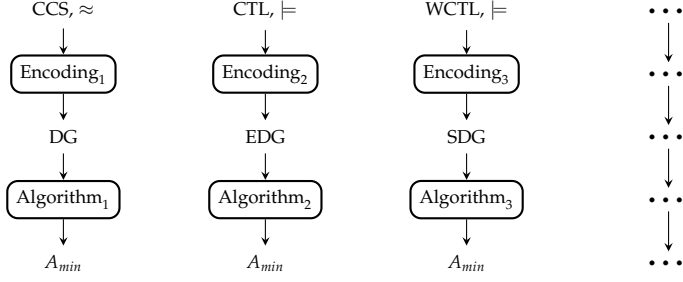 CCS, ≈ CTL, ⊨ WCTL, ⊨ •••
Encoding₁ Encoding₂ Encoding₃ •••
DG EDG SDG •••
Algorithm₁ Algorithm₂ Algorithm₃ •••
A_min A_min A_min •••